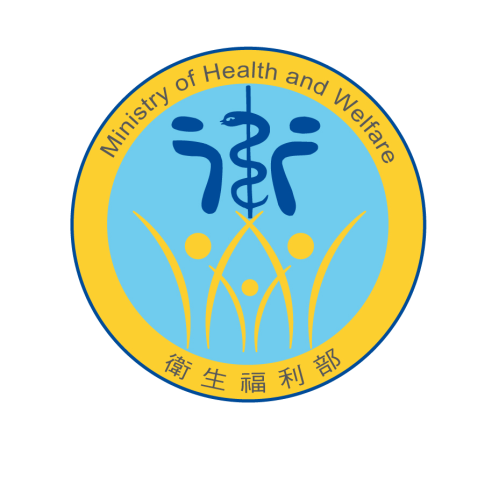 Ministry of Health and Welfare
衛生福利部